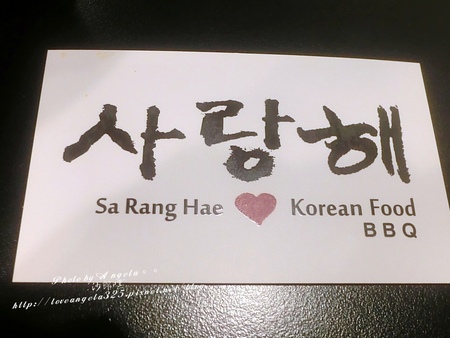 사랑해
Sa Rang Hae Korean Food
BBQ
Photo by Angela